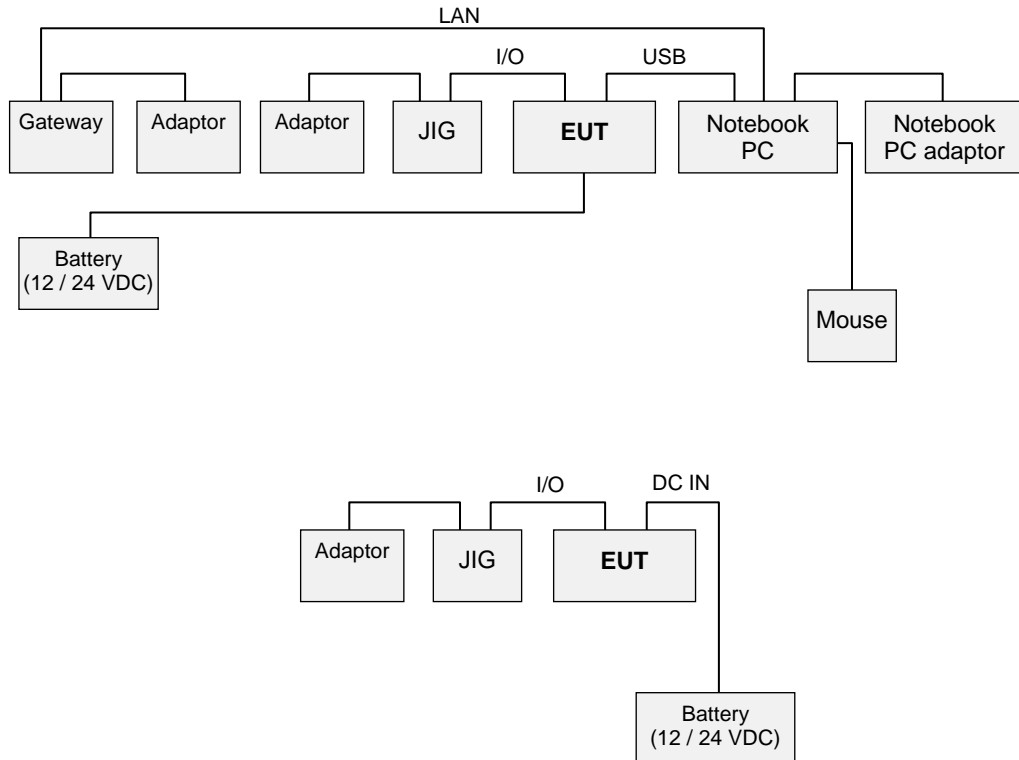 LAN
I/O
USB
Gateway
Adaptor
Adaptor
JIG
EUT
Notebook
PC
Notebook
PC adaptor
Battery
(12 / 24 VDC)
Mouse
I/O
DC IN
Adaptor
JIG
EUT
Battery
(12 / 24 VDC)